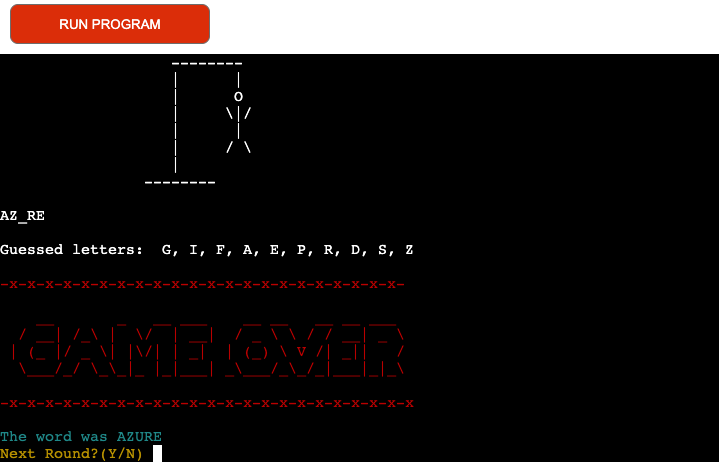 RUN PROGRAM
AZ_RE
Guessed letters:  G, I, F, A, E, P, R, D, S, Z
GAME OVER
The word was AZURE
Next Round?(Y/N)